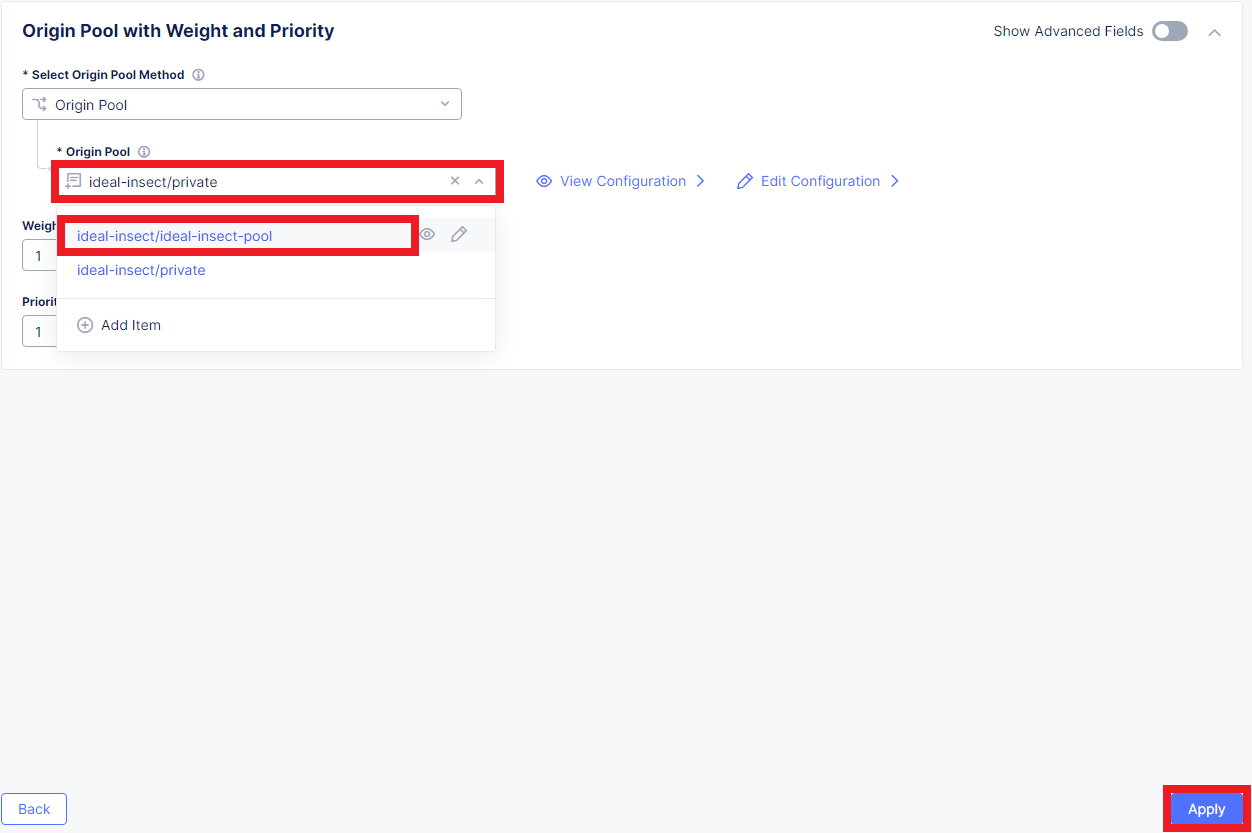 Origin Pool with Weight and Priority
Show Advanced Fields
* Select Origin Pool Method
Origin Pool
* Origin Pool
ideal-insect/private
View Configuration
Edit Configuration
Weigh
ideal-insect/ideal-insect-pool
1
ideal-insect/private
Priorit
Add Item
1
Back
Apply